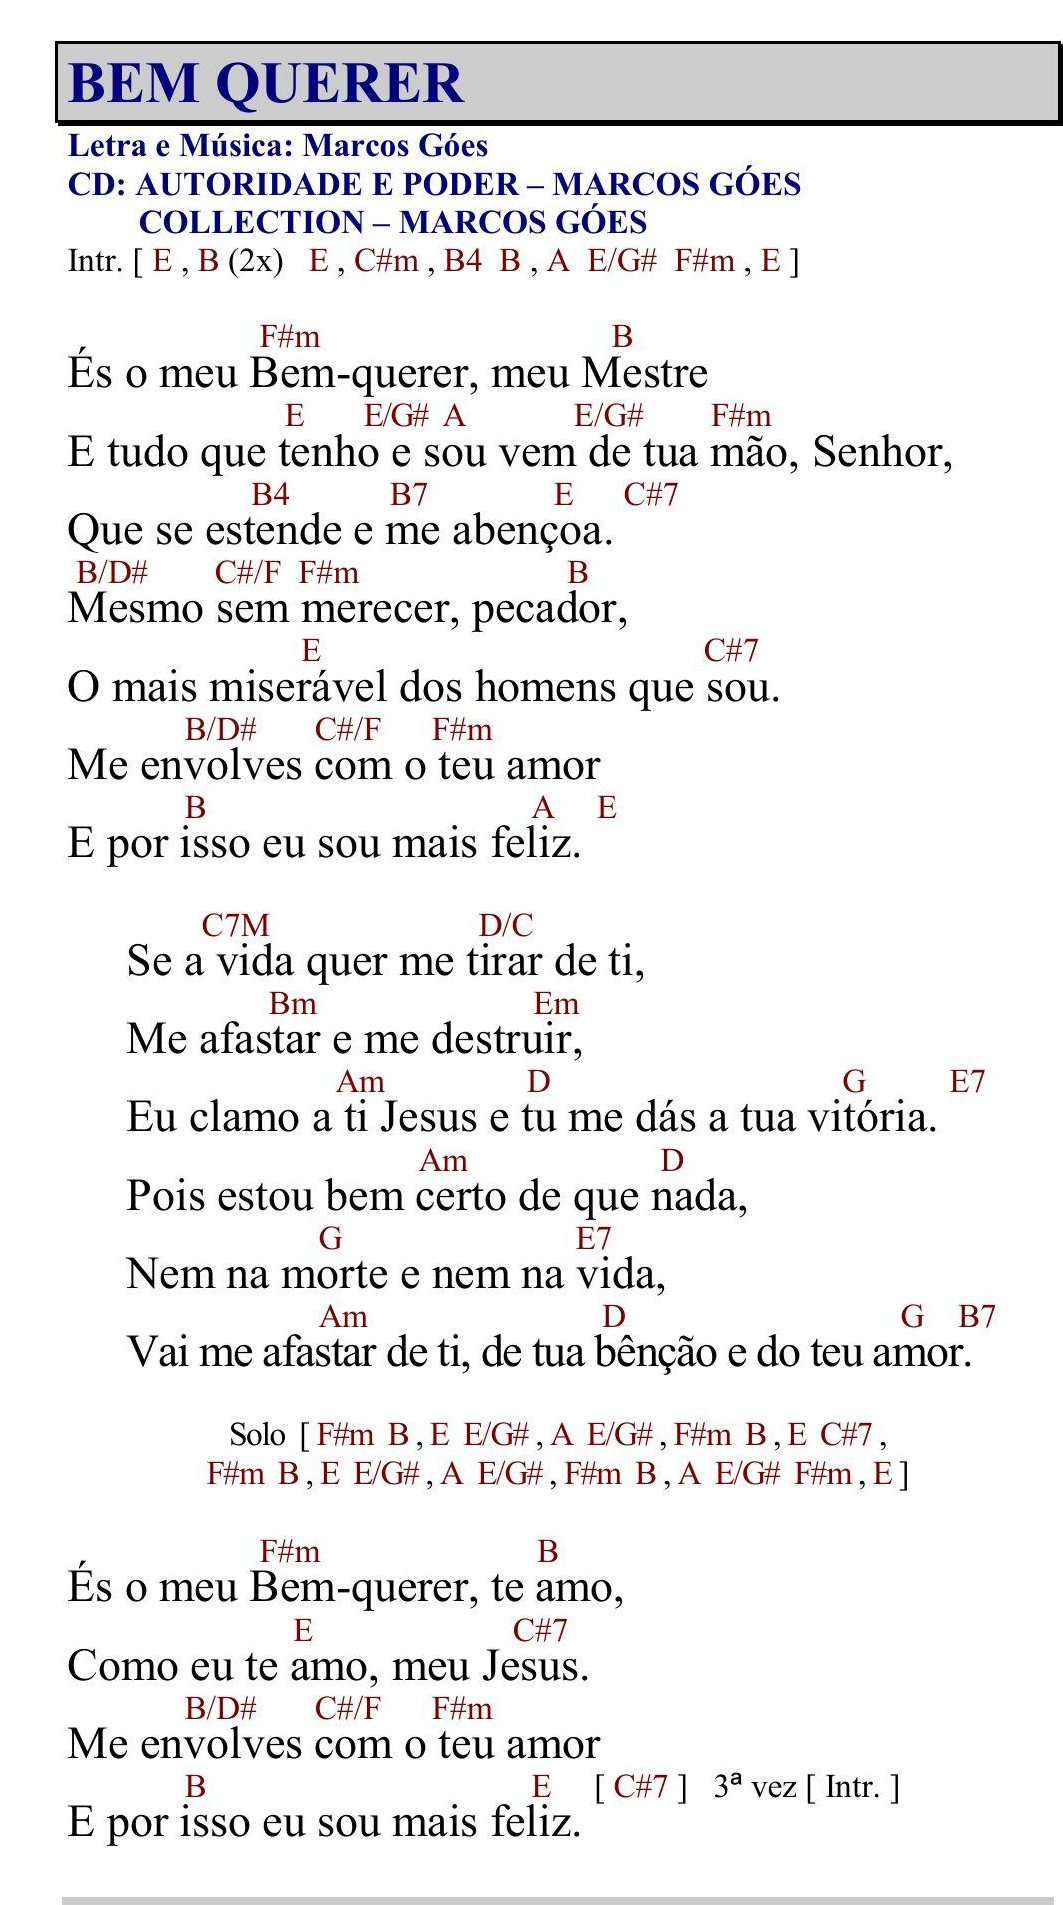 BEM QUERER
Letra e Música: Marcos Góes
CD: AUTORIDADE E PODER – MARCOS GÓES
COLLECTION – MARCOS GÓES
Intr. [ E , B (2x) E , C#m , B4 B , A E/G# F#m , E ]
F#m B
És o meu Bem-querer, meu Mestre
E E/G# A E/G# F#m
E tudo que tenho e sou vem de tua mão, Senhor,
B4 B7 E C#7
Que se estende e me abençoa.
B/D# C#/F F#m B
Mesmo sem merecer, pecador,
E C#7
O mais miserável dos homens que sou.
B/D# C#/F F#m
Me envolves com o teu amor
B A E
E por isso eu sou mais feliz.
C7M D/C
Se a vida quer me tirar de ti,
Bm Em
Me afastar e me destruir,
Am D G E7
Eu clamo a ti Jesus e tu me dás a tua vitória.
Am D
Pois estou bem certo de que nada,
G E7
Nem na morte e nem na vida,
Am D G B7
Vai me afastar de ti, de tua bênção e do teu amor.
Solo [ F#m B , E E/G# , A E/G# , F#m B , E C#7 ,
F#m B , E E/G# , A E/G# , F#m B , A E/G# F#m , E ]
F#m B
És o meu Bem-querer, te amo,
E C#7
Como eu te amo, meu Jesus.
B/D# C#/F F#m
Me envolves com o teu amor
B E [ C#7 ] 3ª vez [ Intr. ]
E por isso eu sou mais feliz.